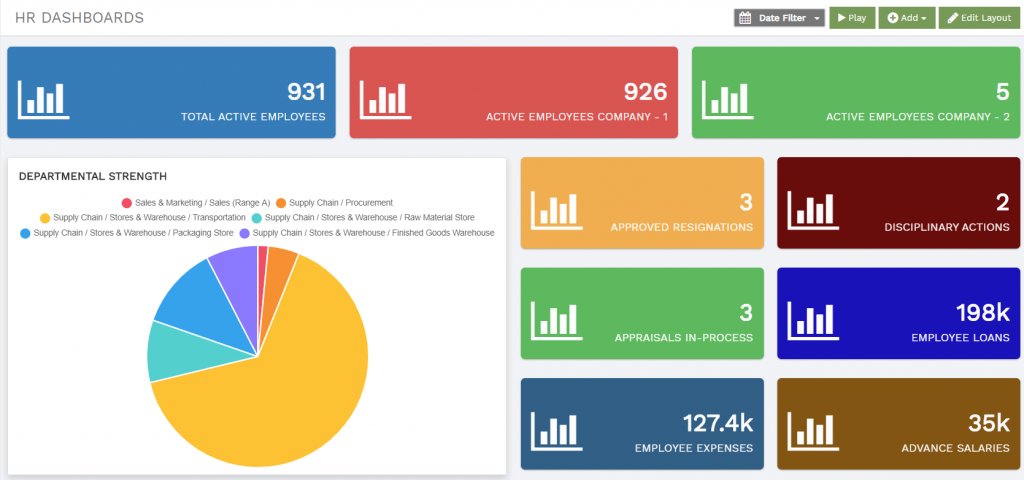 HR DASHBOARDS
Date Filter
Play
Add
Edit Layout
931
TOTAL ACTIVE EMPLOYEES
926
ACTIVE EMPLOYEES COMPANY - 1
5
ACTIVE EMPLOYEES COMPANY - 2
DEPARTMENTAL STRENGTH
Sales & Marketing / Sales (Range A) Supply Chain / Procurement
Supply Chain / Stores & Warehouse / Transportation Supply Chain / Stores & Warehouse / Raw Material Store
Supply Chain / Stores & Warehouse / Packaging Store Supply Chain / Stores & Warehouse / Finished Goods Warehouse
3
APPROVED RESIGNATIONS
2
DISCIPLINARY ACTIONS
3
APPRAISALS IN-PROCESS
198k
EMPLOYEE LOANS
127.4k
EMPLOYEE EXPENSES
35k
ADVANCE SALARIES